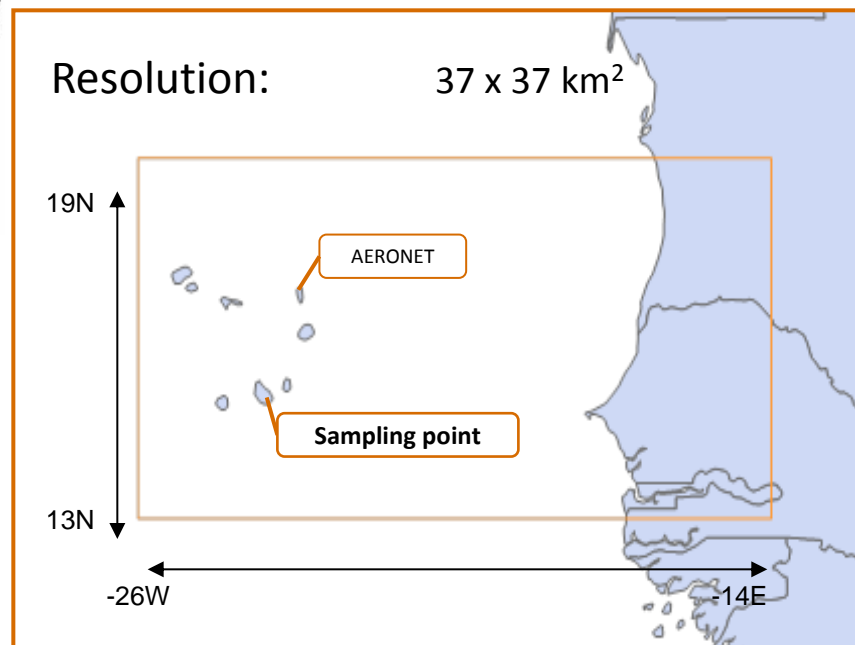 Resolution: 37 x 37 km²
19N
AERONET
Sampling point
13N
-26W -14E